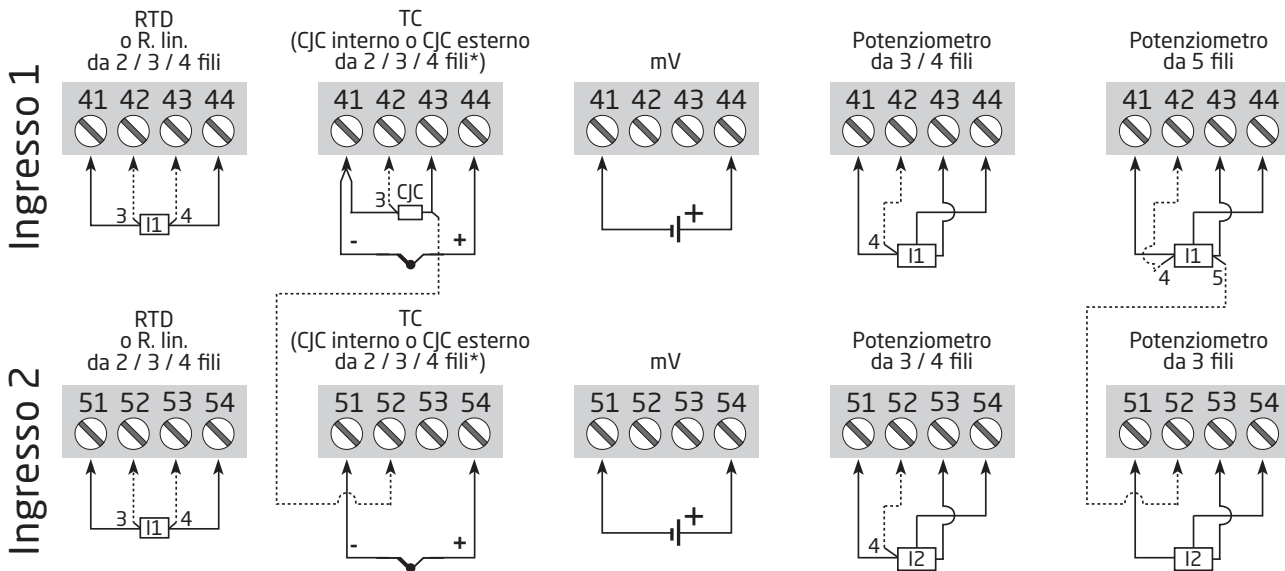 Ingresso 1
RTD
o R. lin.
da 2 / 3 / 4 fili
41 42 43 44
3 I1 4
TC
(CJC interno o CJC esterno
da 2 / 3 / 4 fili*)
41 42 43 44
3 CJC
- +
mV
41 42 43 44
+
Potenziometro
da 3 / 4 fili
41 42 43 44
4 I1
Potenziometro
da 5 fili
41 42 43 44
I1
4 5
Ingresso 2
RTD
o R. lin.
da 2 / 3 / 4 fili
51 52 53 54
3 I1 4
TC
(CJC interno o CJC esterno
da 2 / 3 / 4 fili*)
51 52 53 54
- +
mV
51 52 53 54
+
Potenziometro
da 3 / 4 fili
51 52 53 54
4 I2
Potenziometro
da 3 fili
51 52 53 54
I2